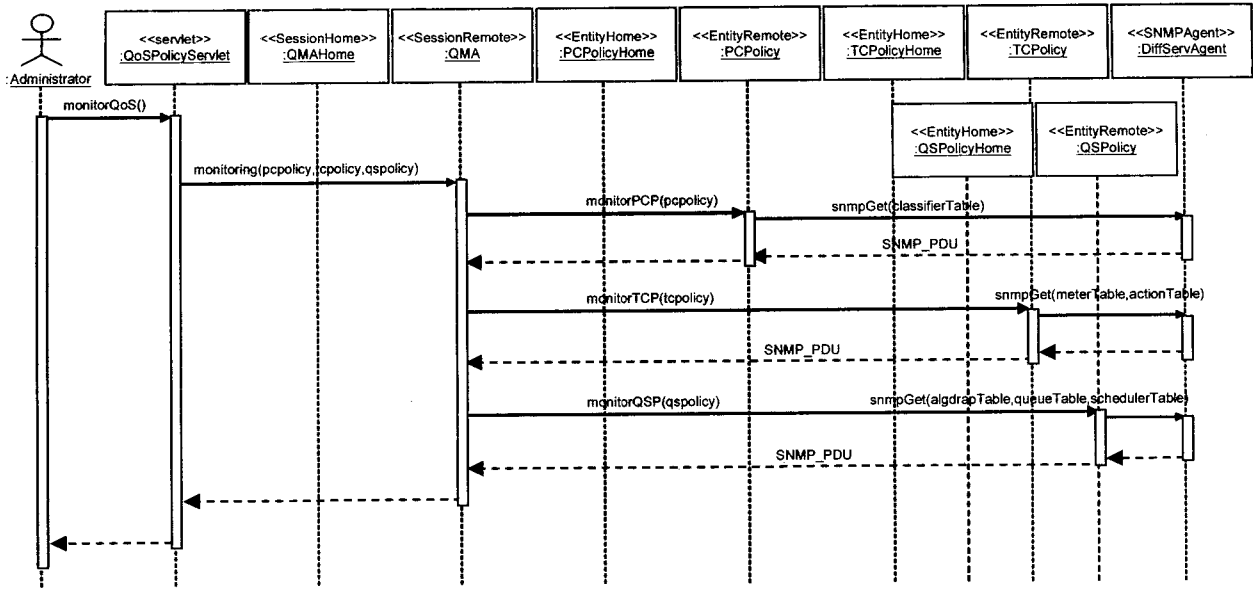 :Administrator
<<servlet>>
:QoSPolicyServlet
<<SessionHome>>
:QMAHome
<<SessionRemote>>
:QMA
<<EntityHome>>
:PCPolicyHome
<<EntityRemote>>
:PCPolicy
<<EntityHome>>
:TCPolicyHome
<<EntityRemote>>
:TCPolicy
<<SNMPAgent>>
:DiffServAgent
<<EntityHome>>
:QSPolicyHome
<<EntityRemote>>
:QSPolicy
monitorQoS()
monitoring(pcpolicy,tcpolicy,qspolicy)
monitorPCP(pcpolicy)
snmpGet(classifierTable)
SNMP_PDU
monitorTCP(tcpolicy)
snmpGet(meterTable,actionTable)
SNMP_PDU
monitorQSP(qspolicy)
snmpGet(algdrapTable,queueTable,schedulerTable)
SNMP_PDU